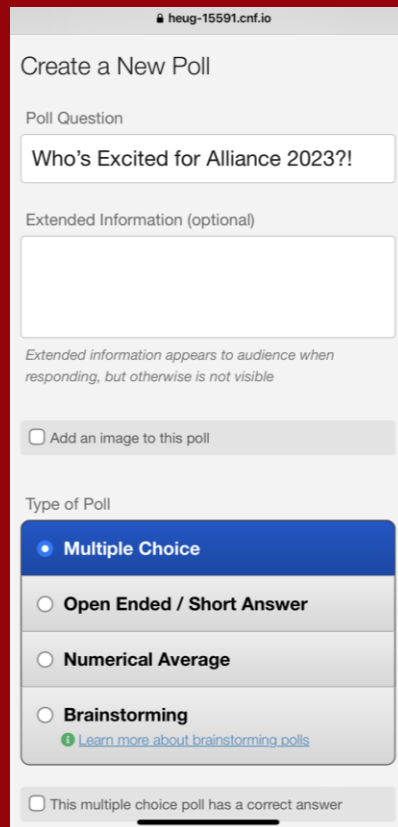 heug-15591.cnf.io
Create a New Poll
Poll Question
Who's Excited for Alliance 2023?!
Extended Information (optional)
Extended information appears to audience when
responding, but otherwise is not visible
Add an image to this poll
Type of Poll
Multiple Choice
Open Ended / Short Answer
Numerical Average
Brainstorming
Learn more about brainstorming polls
This multiple choice poll has a correct answer